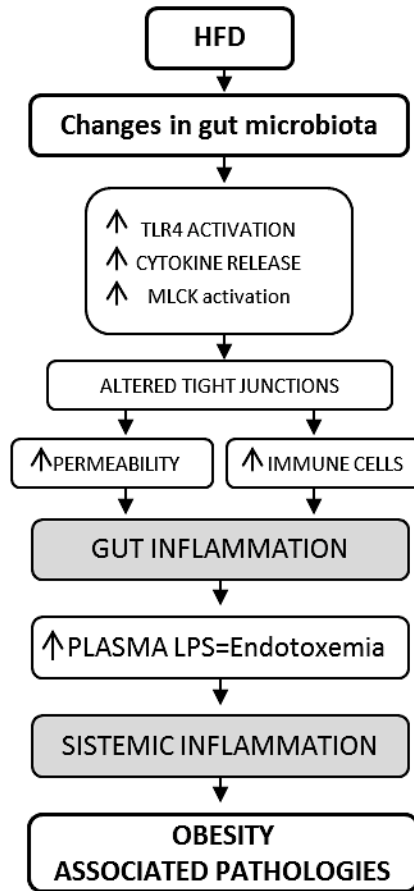 HFD
Changes in gut microbiota
↑ TLR4 ACTIVATION
↑ CYTOKINE RELEASE
↑ MLCK activation
ALTERED TIGHT JUNCTIONS
↑PERMEABILITY
↑ IMMUNE CELLS
GUT INFLAMMATION
↑PLASMA LPS=Endotoxemia
SISTEMIC INFLAMMATION
OBESITY
ASSOCIATED PATHOLOGIES